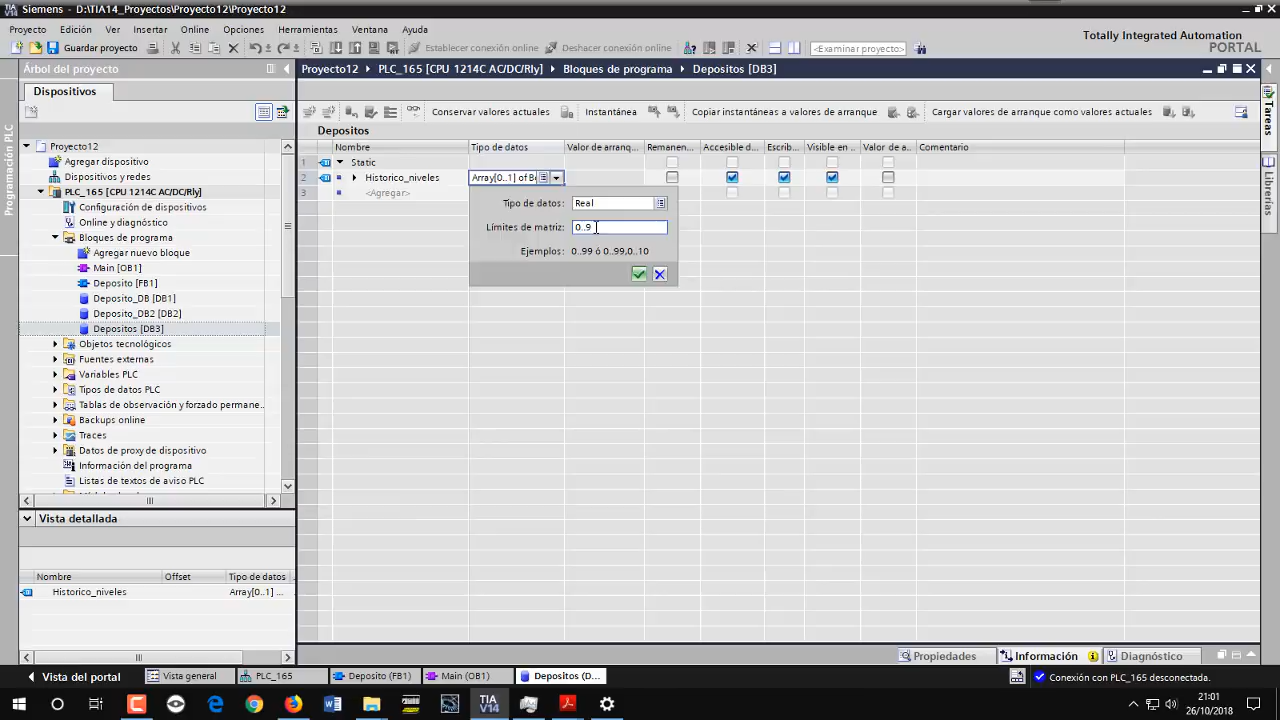 Siemens - D:\TIA14_Proyectos\Proyecto12\Proyecto12
Proyecto Edición Ver Insertar Online Opciones Herramientas Ventana Ayuda
Totally Integrated Automation
PORTAL
Guardar proyecto Establecer conexión online Deshacer conexión online <Examinar proyecto>
Árbol del proyecto
Proyecto12 PLC_165 [CPU 1214C AC/DC/Rly] Bloques de programa Depositos [DB3]
Dispositivos
Conservar valores actuales Instantánea Copiar instantáneas a valores de arranque Cargar valores de arranque como valores actuales
Depositos
Nombre Tipo de datos Valor de arranq... Remanen... Accesible d... Escrib... Visible en .. Valor de a.. Comentario
1 Static
2 Historico_niveles Array[0..1] of
3 <Agregar>
Tipo de datos: Real
Límites de matriz: 0..9
Ejemplos: 0..99 ó 0..99,0..10
Proyecto12
Agregar dispositivo
Dispositivos y redes
PLC_165 [CPU 1214C AC/DC/Rly]
Configuración de dispositivos
Online y diagnóstico
Bloques de programa
Agregar nuevo bloque
Main [OB1]
Deposito [FB1]
Deposito_DB [DB1]
Deposito_DB2 [DB2]
Depositos [DB3]
Objetos tecnológicos
Fuentes externas
Variables PLC
Tipos de datos PLC
Tablas de observación y forzado permane..
Backups online
Traces
Datos de proxy de dispositivo
Información del programa
Listas de textos de aviso PLC
Vista detallada
Nombre Offset Tipo de datos
Historico_niveles Array[0..1] ...
Programación PLC
Tareas
Librerías
Propiedades Información Diagnóstico
Vista del portal Vista general PLC_165 Deposito (FB1) Main (OB1) Depositos (D... Conexión con PLC_165 desconectada.
TIA V14
21:01
26/10/2018